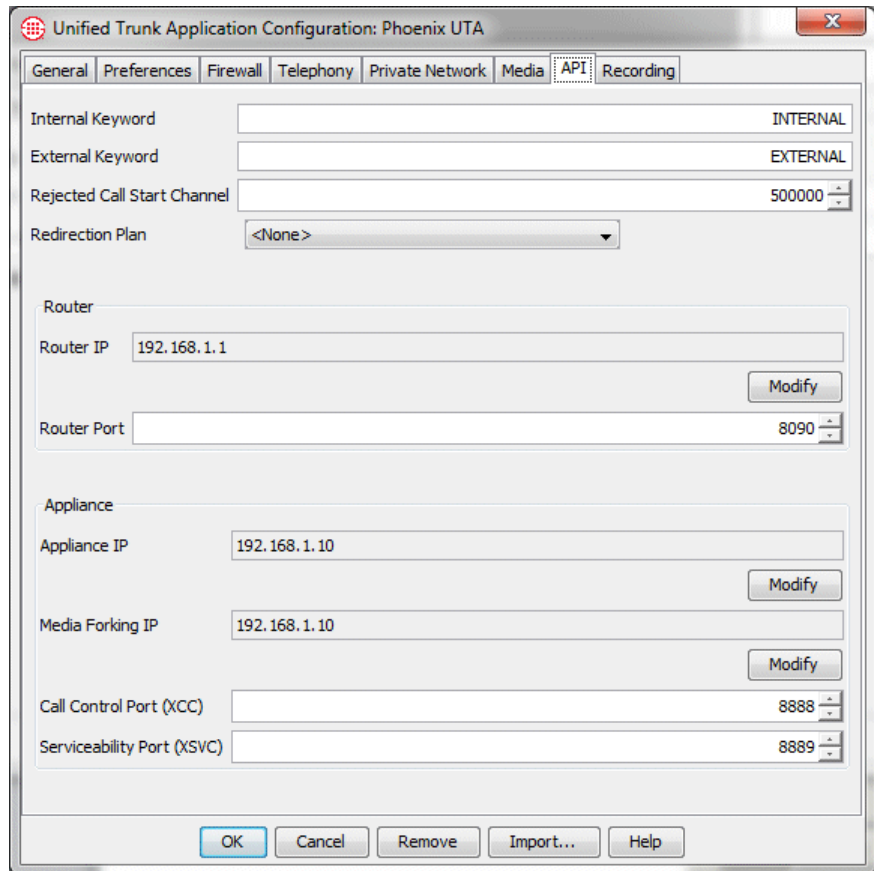 Unified Trunk Application Configuration: Phoenix UTA
General Preferences Firewall Telephony Private Network Media API Recording
Internal Keyword INTERNAL
External Keyword EXTERNAL
Rejected Call Start Channel 500000
Redirection Plan <None>
Router
Router IP 192.168.1.1
Modify
Router Port 8090
Appliance
Appliance IP 192.168.1.10
Modify
Media Forking IP 192.168.1.10
Modify
Call Control Port (XCC) 8888
Serviceability Port (XSVC) 8889
OK Cancel Remove Import... Help